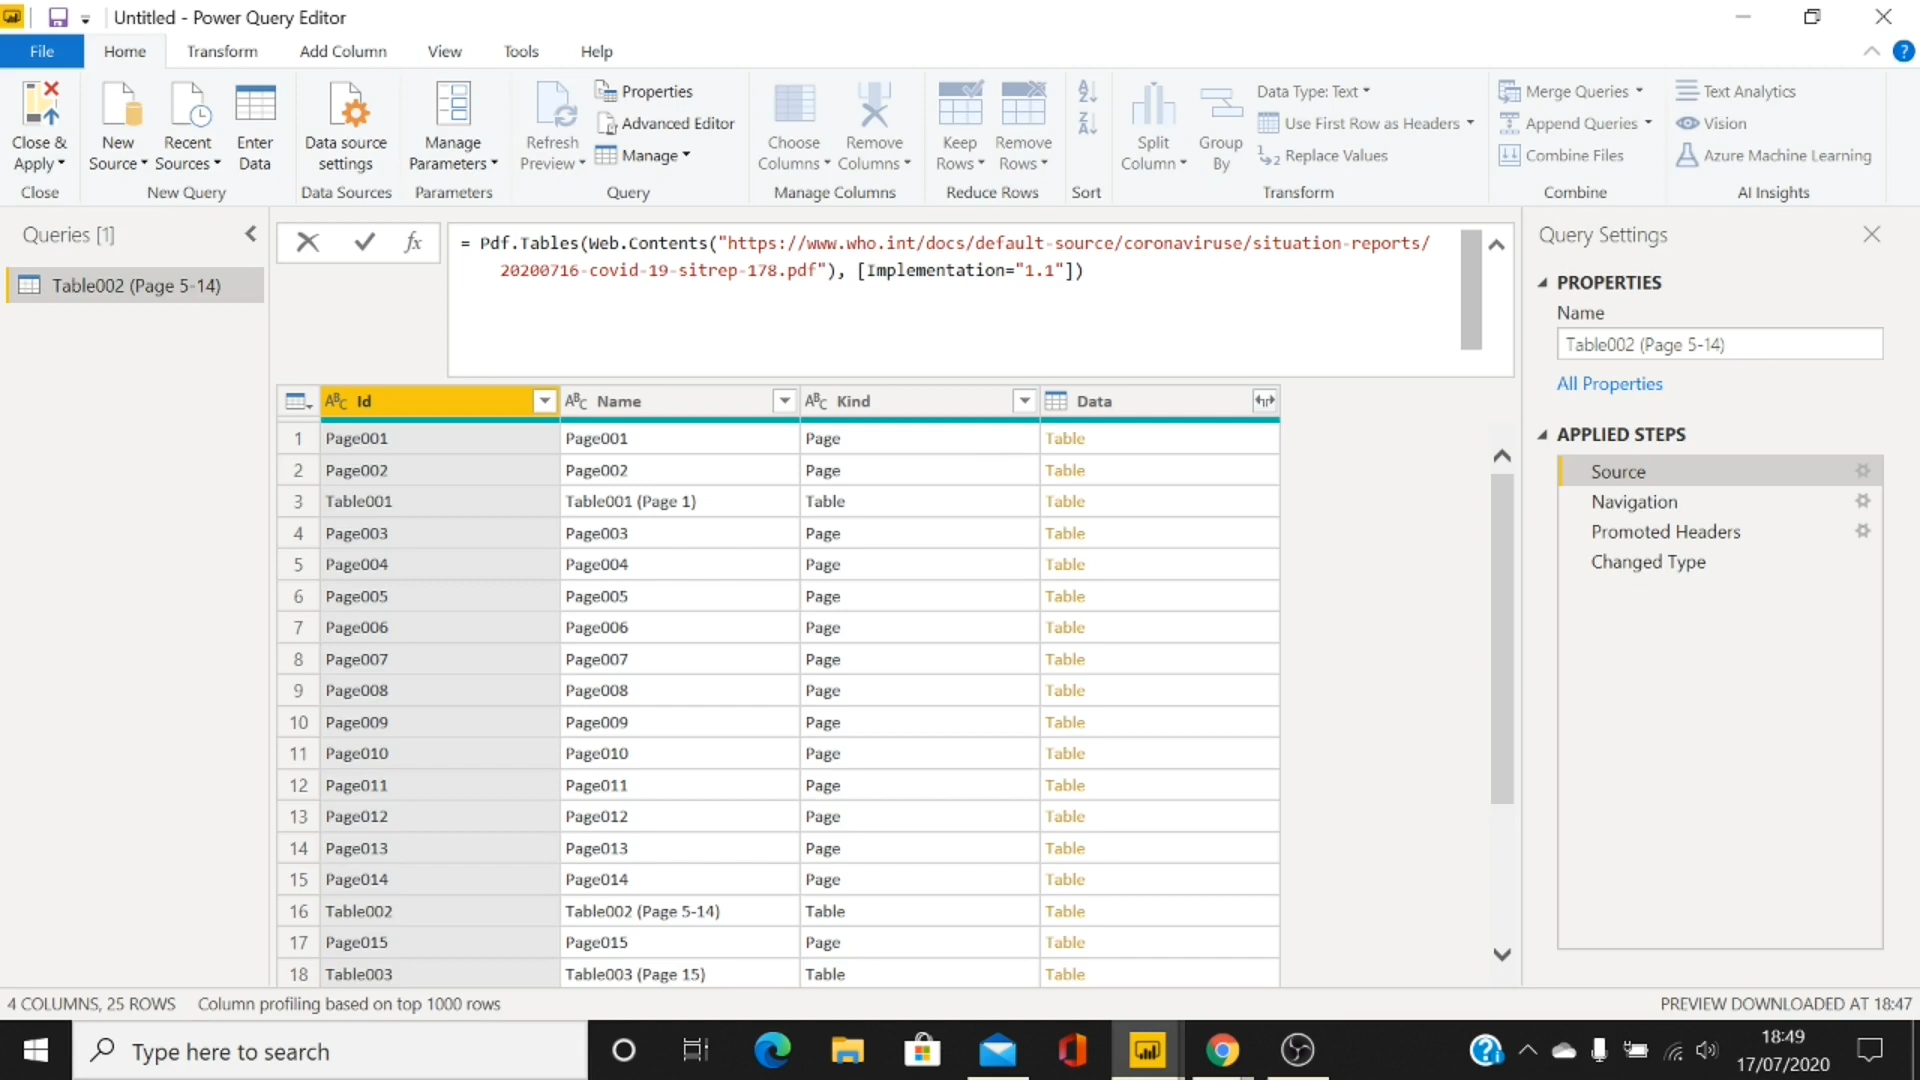 Untitled - Power Query Editor
File
Home
Transform
Add Column
View
Tools
Help
?
Close & Apply
Close
New Source
Recent Sources
Enter Data
New Query
Data source settings
Data Sources
Manage Parameters
Parameters
Refresh Preview
Properties
Advanced Editor
Manage
Query
Choose Columns
Remove Columns
Manage Columns
Keep Rows
Remove Rows
Reduce Rows
Sort
Split Column
Group By
Data Type: Text
Use First Row as Headers
Replace Values
Transform
Merge Queries
Append Queries
Combine Files
Combine
Text Analytics
Vision
Azure Machine Learning
AI Insights
Queries [1]
Table002 (Page 5-14)
fx
= Pdf.Tables(Web.Contents("https://www.who.int/docs/default-source/coronaviruse/situation-reports/
20200716-covid-19-sitrep-178.pdf"), [Implementation="1.1"])
Id Name Kind Data
1 Page001 Page001 Page Table
2 Page002 Page002 Page Table
3 Table001 Table001 (Page 1) Table Table
4 Page003 Page003 Page Table
5 Page004 Page004 Page Table
6 Page005 Page005 Page Table
7 Page006 Page006 Page Table
8 Page007 Page007 Page Table
9 Page008 Page008 Page Table
10 Page009 Page009 Page Table
11 Page010 Page010 Page Table
12 Page011 Page011 Page Table
13 Page012 Page012 Page Table
14 Page013 Page013 Page Table
15 Page014 Page014 Page Table
16 Table002 Table002 (Page 5-14) Table Table
17 Page015 Page015 Page Table
18 Table003 Table003 (Page 15) Table Table
Query Settings
PROPERTIES
Name
Table002 (Page 5-14)
All Properties
APPLIED STEPS
Source
Navigation
Promoted Headers
Changed Type
4 COLUMNS, 25 ROWS Column profiling based on top 1000 rows
PREVIEW DOWNLOADED AT 18:47
Type here to search
18:49
17/07/2020